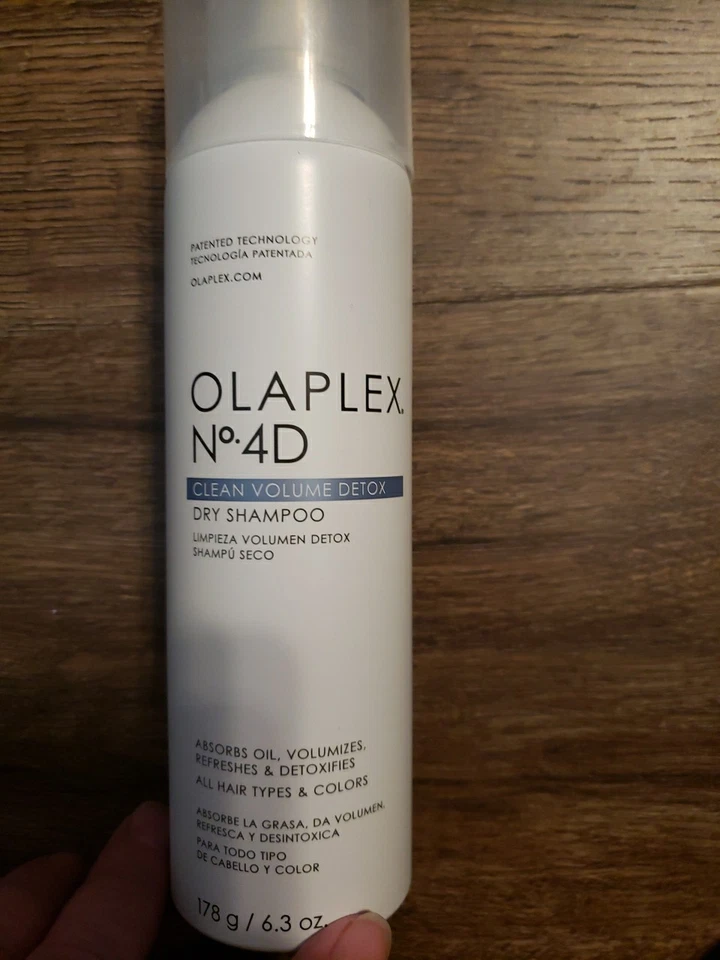 PATENTED TECHNOLOGY
TECNOLOGÍA PATENTADA
OLAPLEX.COM
OLAPLEX®
Nº.4D
CLEAN VOLUME DETOX
DRY SHAMPOO
LIMPIEZA VOLUMEN DETOX
SHAMPÚ SECO
ABSORBS OIL, VOLUMIZES,
REFRESHES & DETOXIFIES
ALL HAIR TYPES & COLORS
ABSORBE LA GRASA, DA VOLUMEN,
REFRESCA Y DESINTOXICA
PARA TODO TIPO
DE CABELLO Y COLOR
178 g / 6.3 oz.